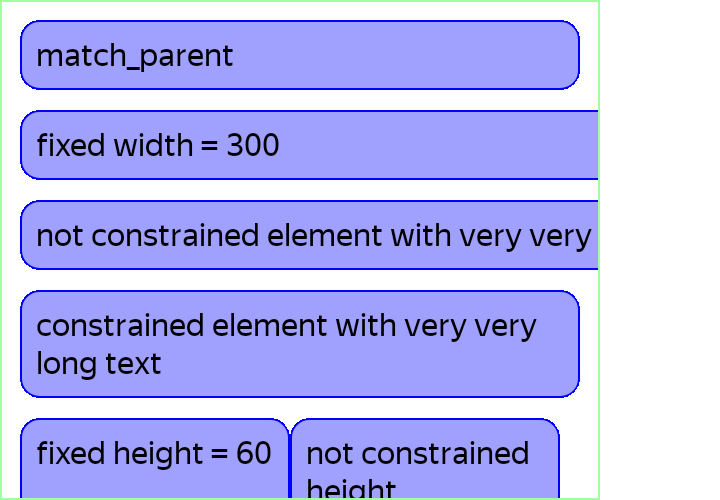 match_parent
fixed width = 300
not constrained element with very very
constrained element with very very
long text
fixed height = 60
not constrained
height